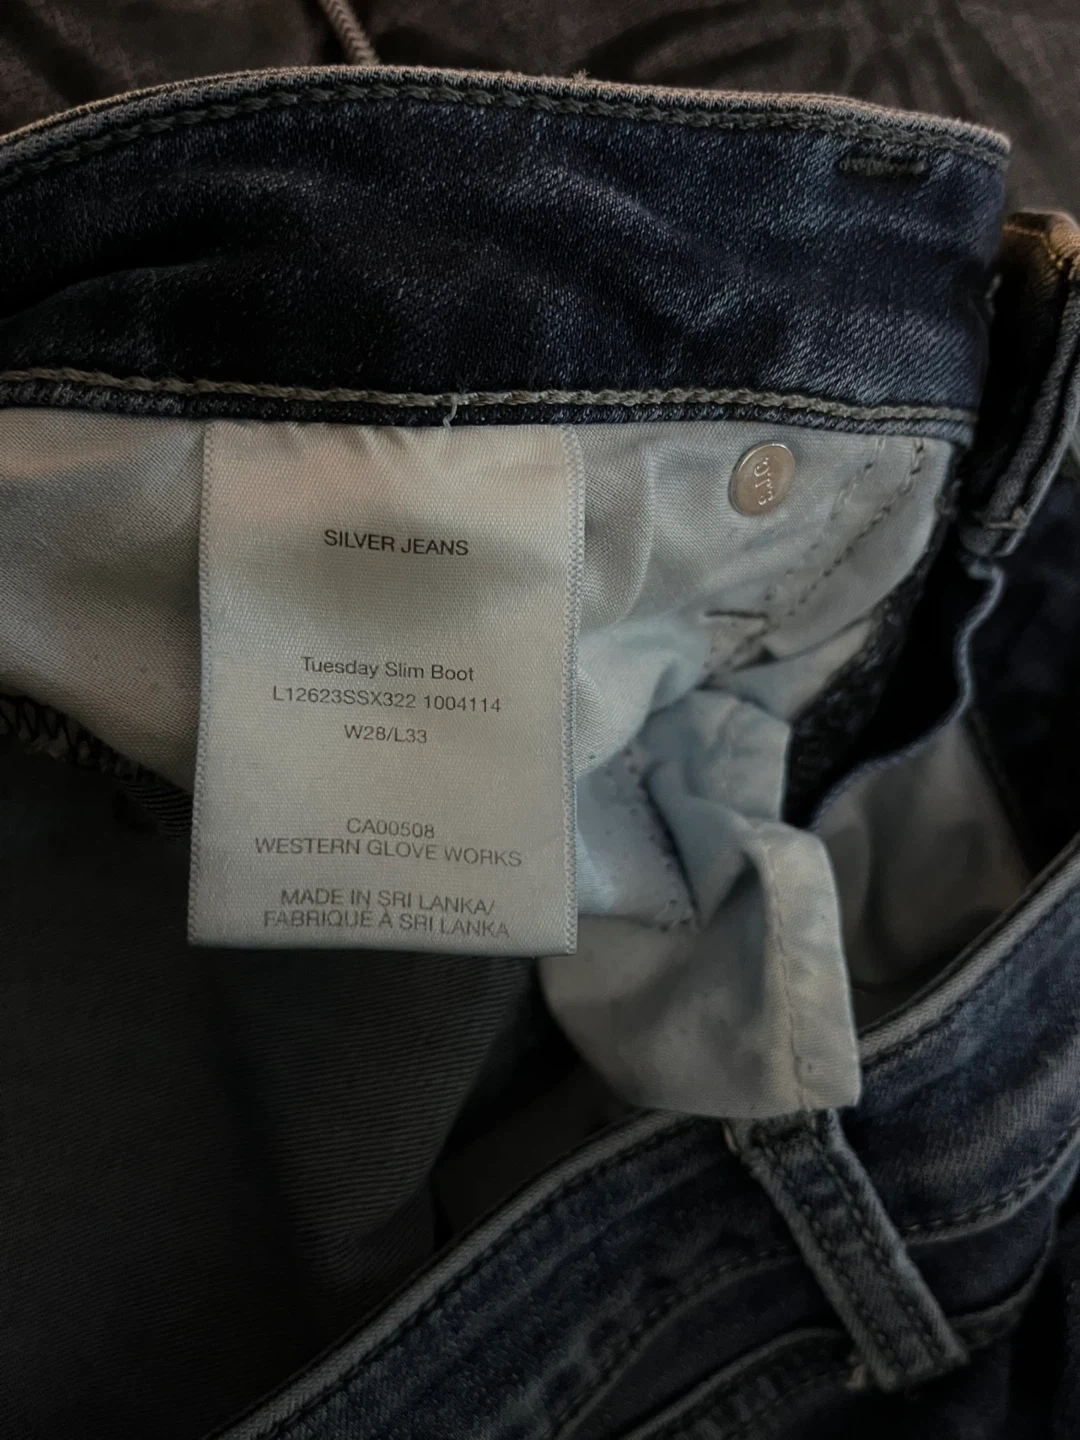 SILVER JEANS
Tuesday Slim Boot
L12623SSX322 1004114
W28/L33
CA00508
WESTERN GLOVE WORKS
MADE IN SRI LANKA/
FABRIQUÉ À SRI LANKA